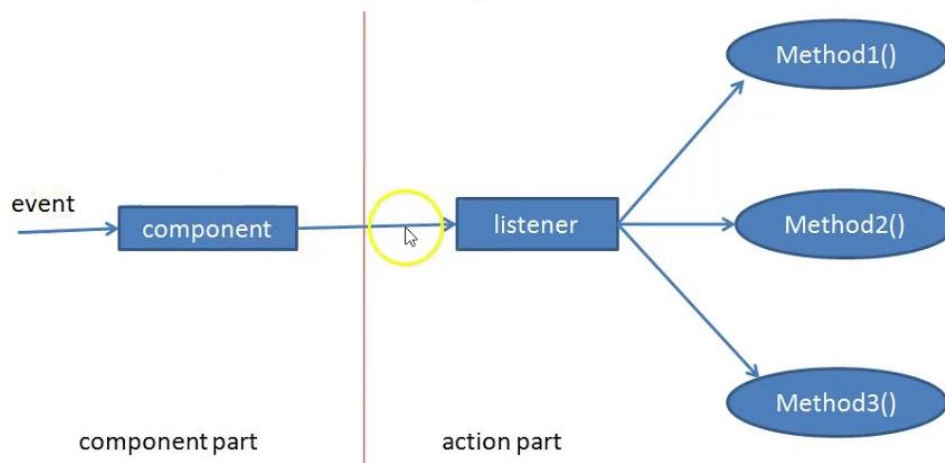 Method1()
event
component
listener
Method2()
Method3()
component part
action part